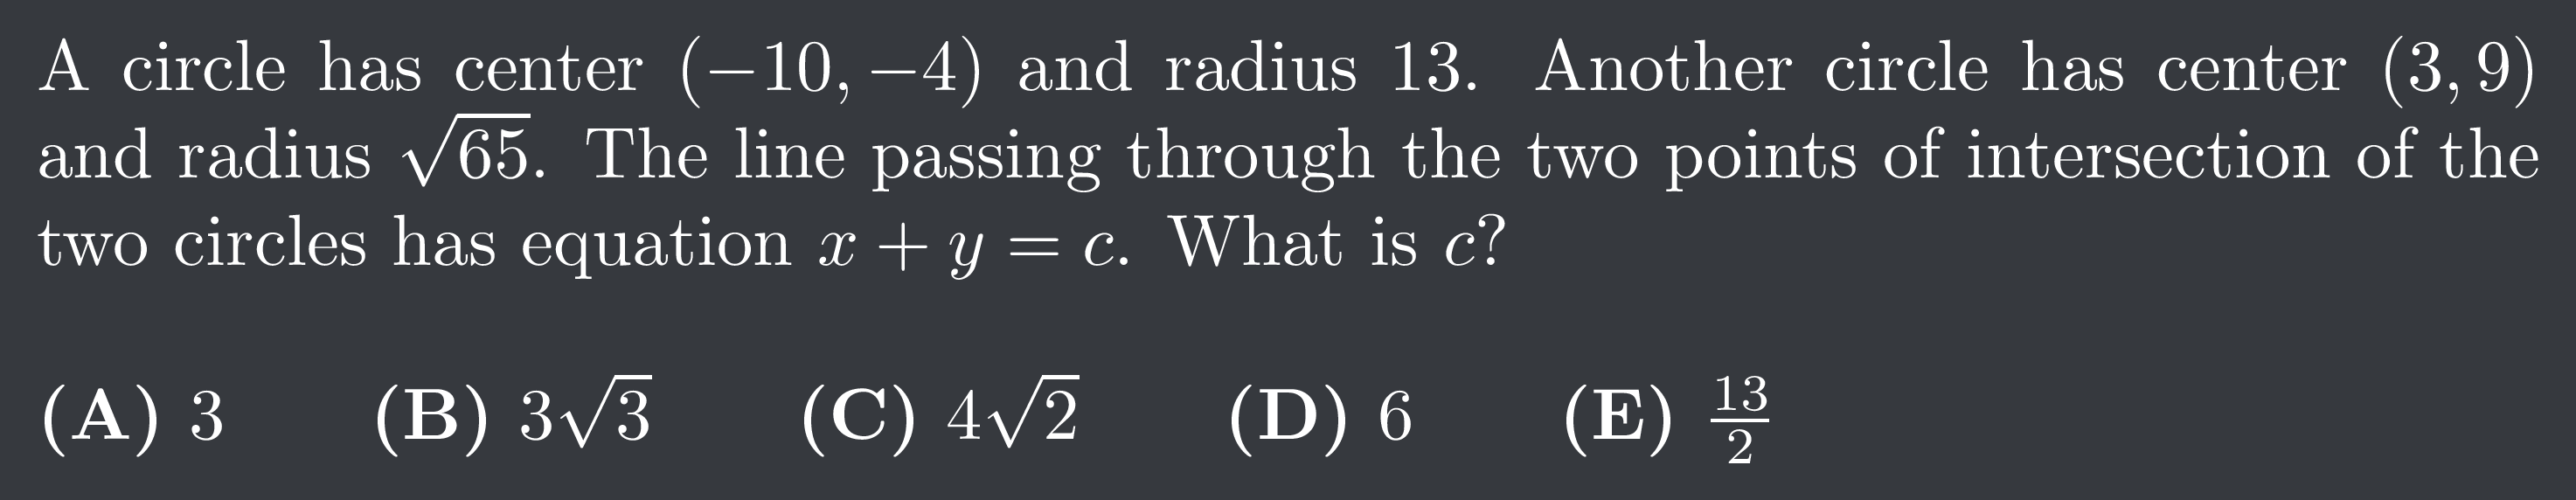 A circle has center (−10, −4) and radius 13. Another circle has center (3, 9)
and radius √65. The line passing through the two points of intersection of the
two circles has equation x + y = c. What is c?
(A) 3 (B) 3√3 (C) 4√2 (D) 6 (E) 13/2